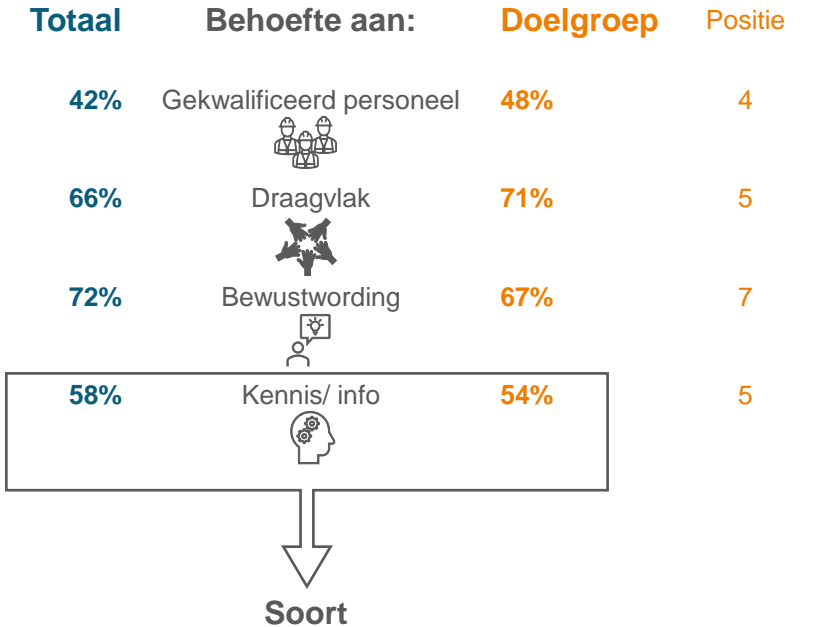 Totaal Behoefte aan: Doelgroep Positie
42% Gekwalificeerd personeel 48% 4
66% Draagvlak 71% 5
72% Bewustwording 67% 7
58% Kennis/ info 54% 5
Soort